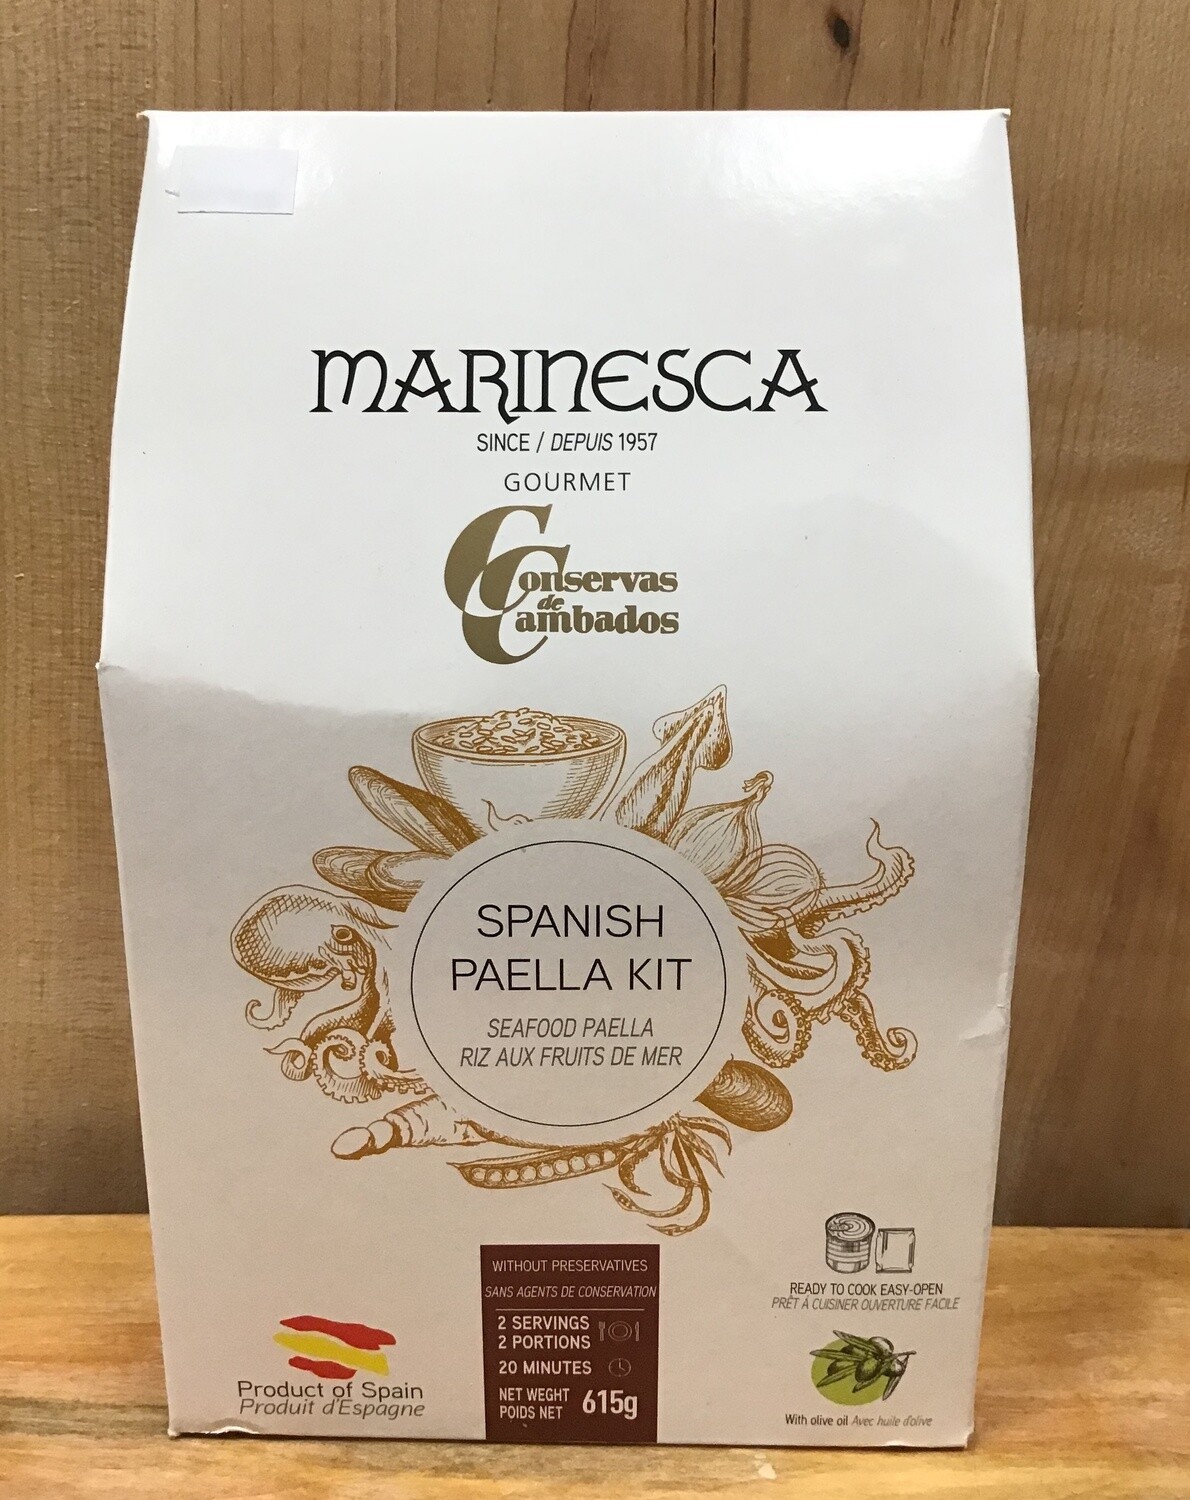 MARINESCA
SINCE / DEPUIS 1957
GOURMET
Conservas
de
Cambados
SPANISH
PAELLA KIT
SEAFOOD PAELLA
RIZ AUX FRUITS DE MER
WITHOUT PRESERVATIVES
SANS AGENTS DE CONSERVATION
2 SERVINGS
2 PORTIONS
20 MINUTES
NET WEGHT
POIDS NET 615g
Product of Spain
Produit d'Espagne
READY TO COOK EASY-OPEN
PRÊT Á CUISINER OUVERTURE FACILE
With olive oil Avec huile d'olive